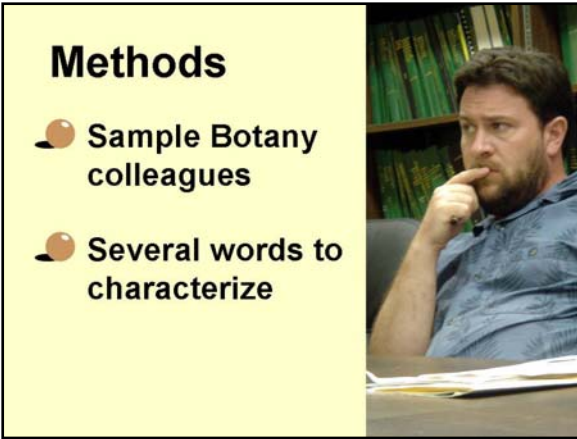 Methods
Sample Botany
colleagues
Several words to
characterize